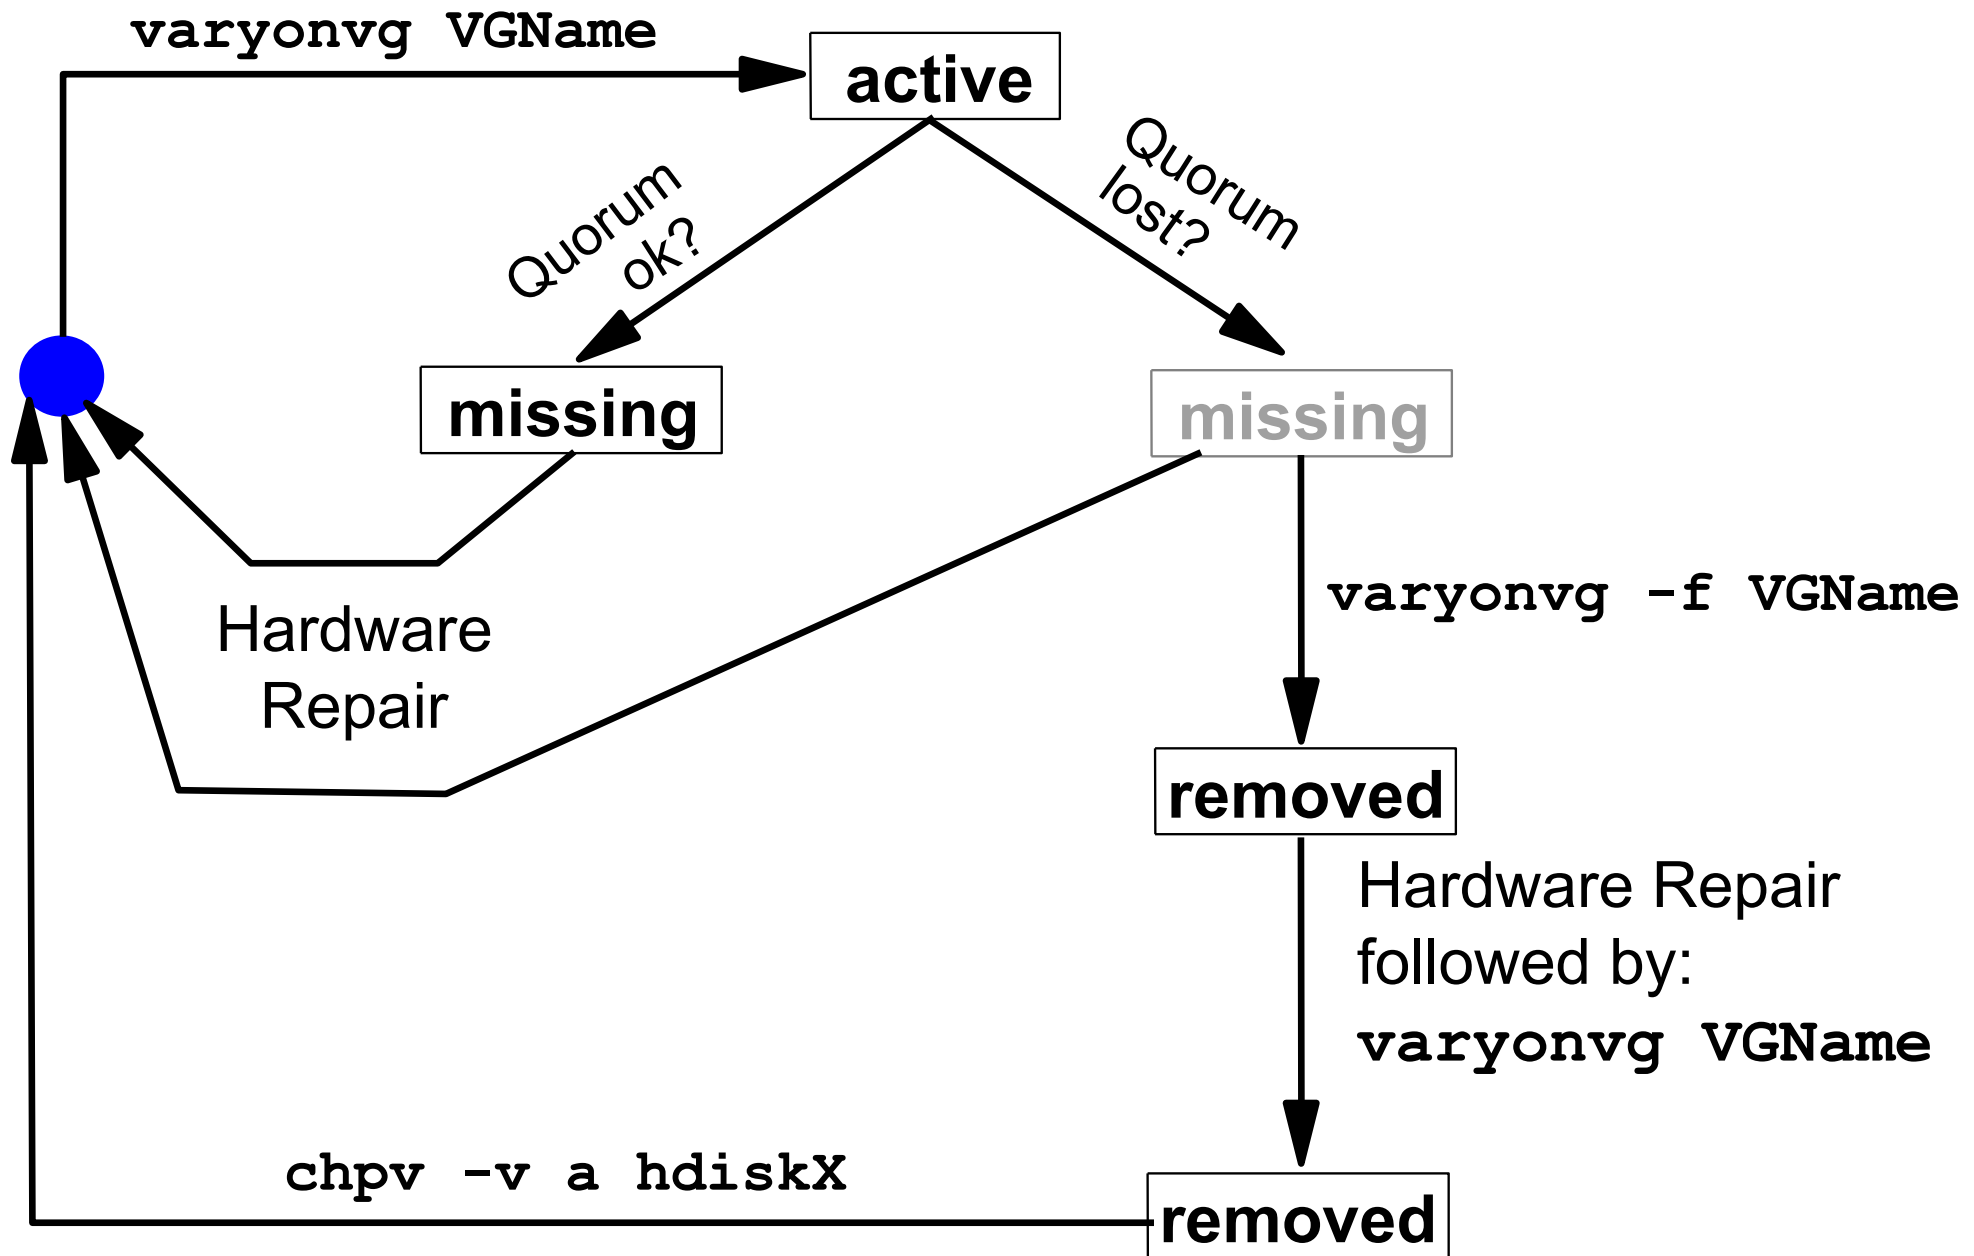 varyonvg VGName
active
Quorum
ok?
Quorum
lost?
missing
missing
Hardware
Repair
varyonvg -f VGName
removed
Hardware Repair
followed by:
varyonvg VGName
chpv -v a hdiskX
removed